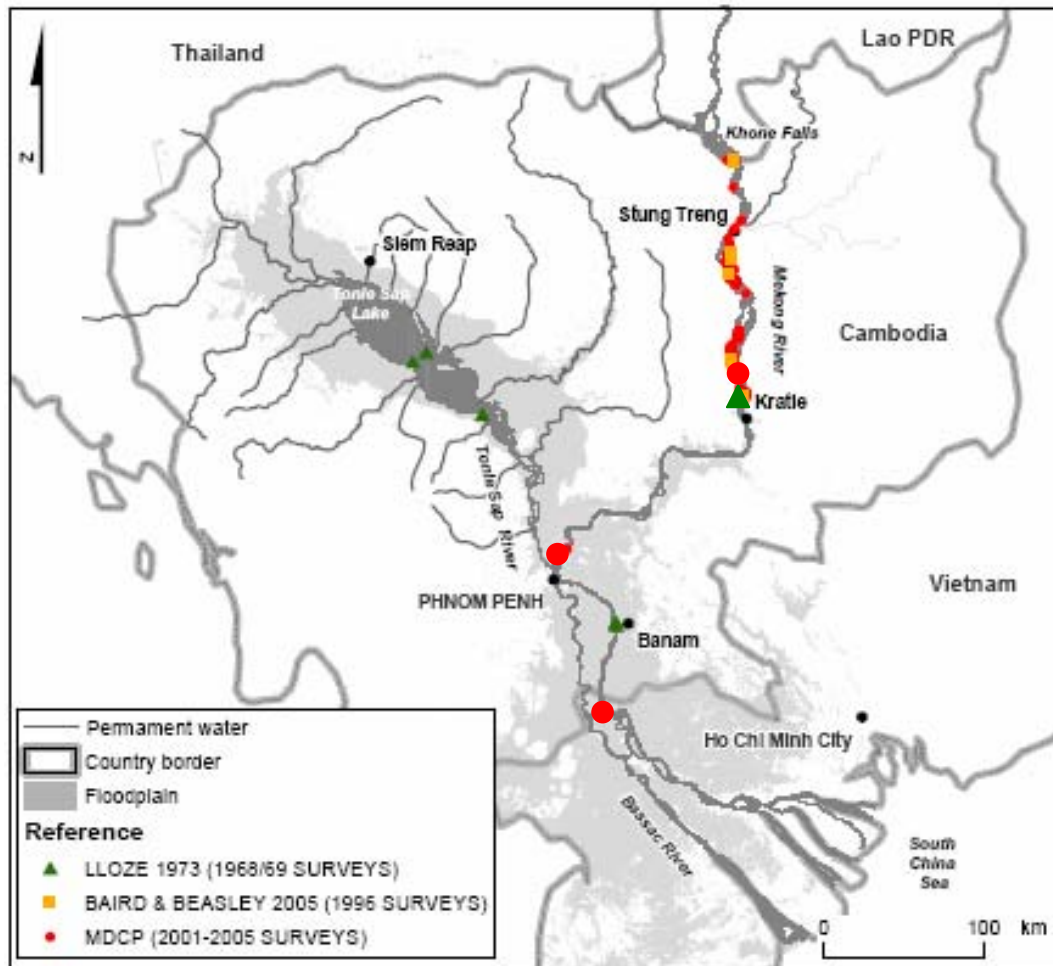 Thailand
Lao PDR
Z
Khone Falls
Stung Treng
Siem Reap
Tonle Sap
Lake
Mekong River
Cambodia
Kratie
Tonle Sap River
PHNOM PENH
Vietnam
Banam
Ho Chi Minh City
Bassac River
South
China
Sea
Permament water
Country border
Floodplain
Reference
LLOZE 1973 (1968/69 SURVEYS)
BAIRD & BEASLEY 2005 (1996 SURVEYS)
MDCP (2001-2005 SURVEYS)
0 100 km